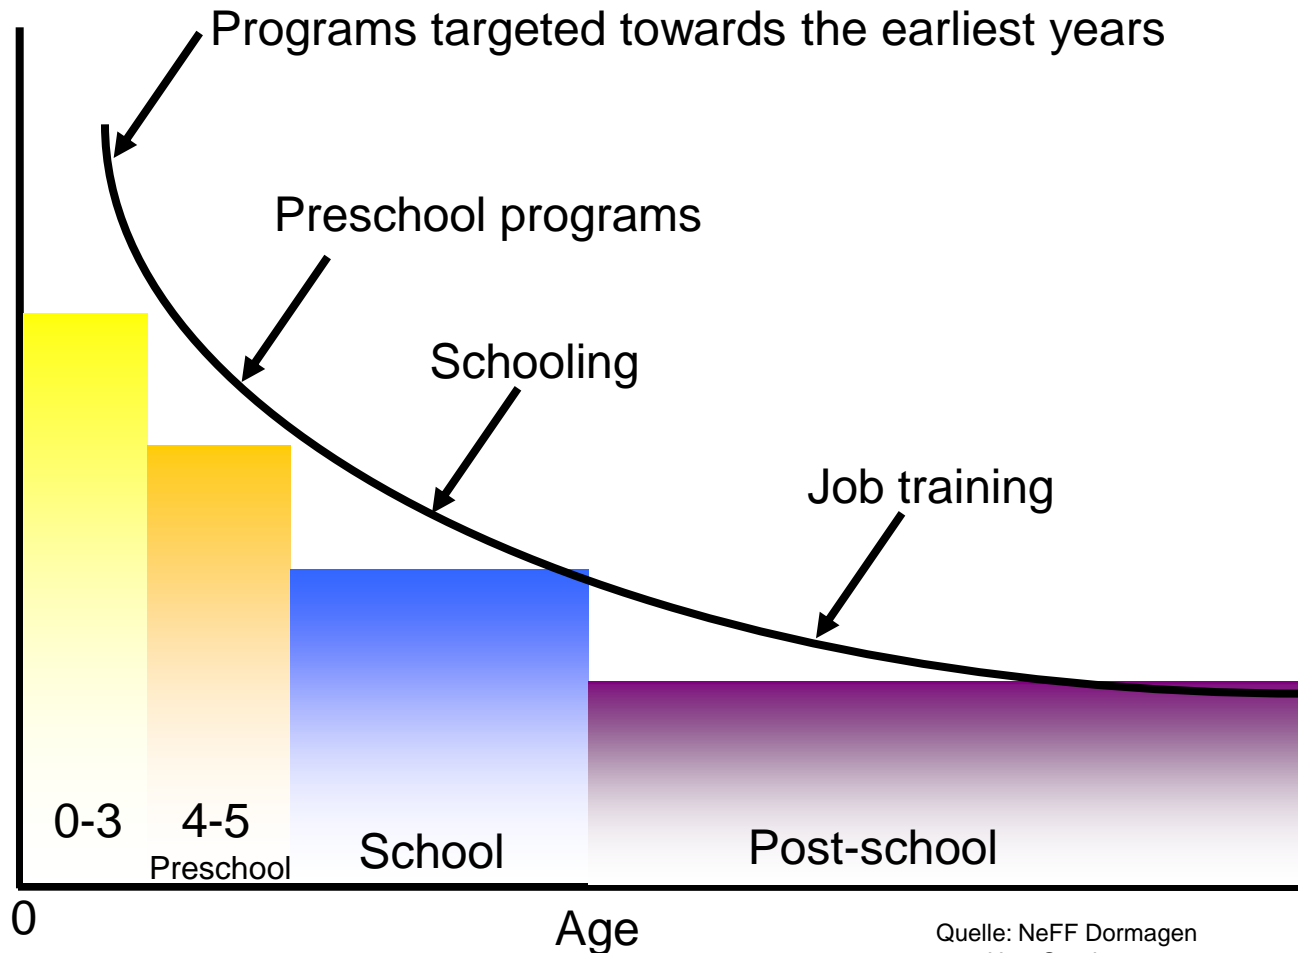 Programs targeted towards the earliest years
Preschool programs
Schooling
Job training
0-3
4-5
Preschool
School
Post-school
0
Age
Quelle: NeFF Dormagen